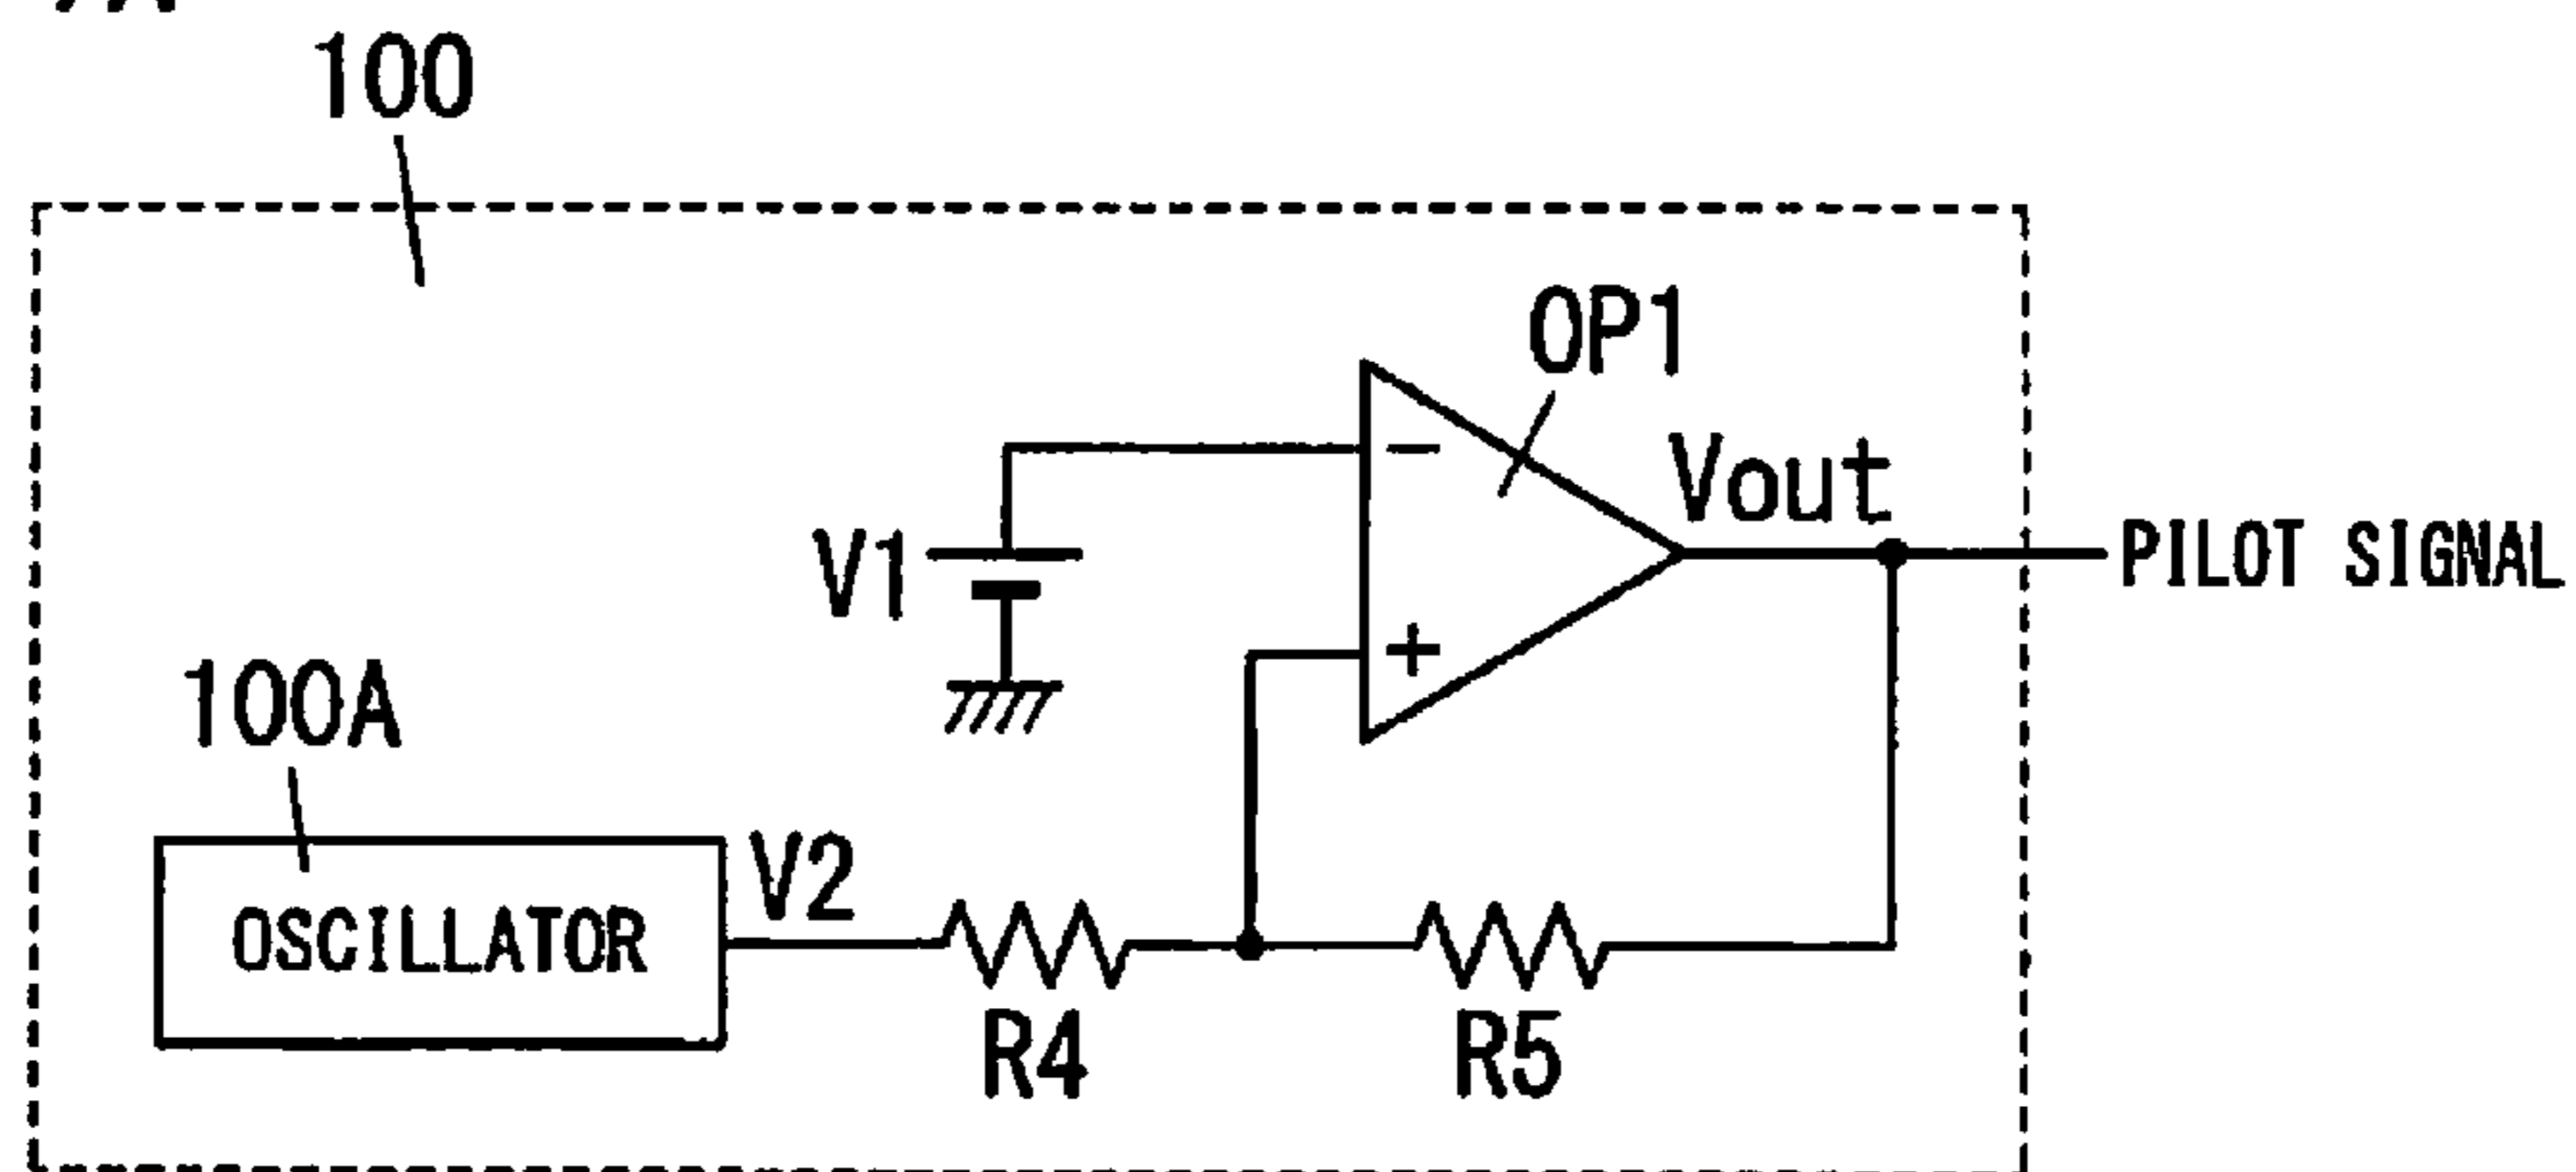 100
OP1
Vout
PILOT SIGNAL
V1
100A
V2
OSCILLATOR
R4
R5